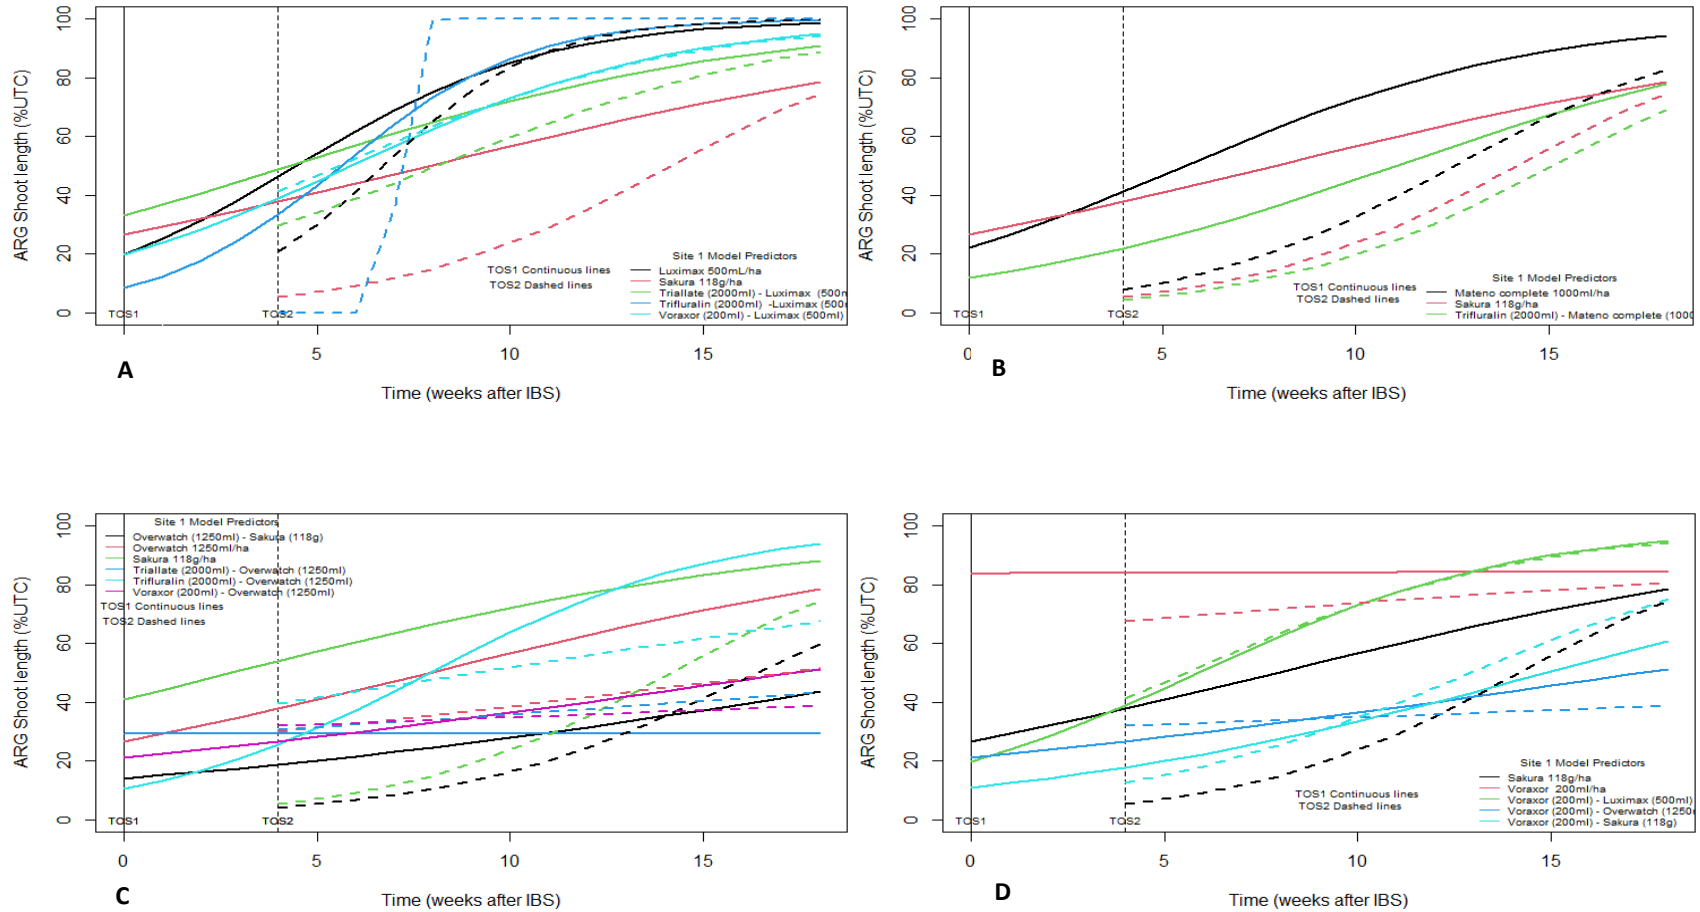 ARG Shoot length (%UTC)
100
80
60
40
20
0
Site 1 Model Predictors
TOS1 Continuous lines
TOS2 Dashed lines
Luximax 500mL/ha
Sakura 118g/ha
Triallate (2000ml) - Luximax (500m
Trifluralin (2000ml) -Luximax (500m
Voraxor (200ml) - Luximax (500ml)
TOS1
TOS2
5
10
15
A
Time (weeks after IBS)
ARG Shoot length (%UTC)
100
80
60
40
20
0
Site 1 Model Predictors
TOS1 Continuous lines
TOS2 Dashed lines
Mateno complete 1000ml/ha
Sakura 118g/ha
Trifluralin (2000ml) - Mateno complete (1000
TOS1
TOS2
0
5
10
15
B
Time (weeks after IBS)
ARG Shoot length (%UTC)
100
80
60
40
20
0
Site 1 Model Predictors
Overwatch (1250ml) - Sakura (118g)
Overwatch 1250ml/ha
Sakura 118g/ha
Triallate (2000ml) - Overwatch (1250ml)
Trifluralin (2000ml) - Overwatch (1250ml)
Voraxor (200ml) - Overwatch (1250ml)
TOS1 Continuous lines
TOS2 Dashed lines
TOS1
TOS2
0
5
10
15
C
Time (weeks after IBS)
ARG Shoot length (%UTC)
100
80
60
40
20
0
Site 1 Model Predictors
TOS1 Continuous lines
TOS2 Dashed lines
Sakura 118g/ha
Voraxor 200ml/ha
Voraxor (200ml) - Luximax (500ml)
Voraxor (200ml) - Overwatch (1250m
Voraxor (200ml) - Sakura (118g)
TOS1
TOS2
0
5
10
15
D
Time (weeks after IBS)